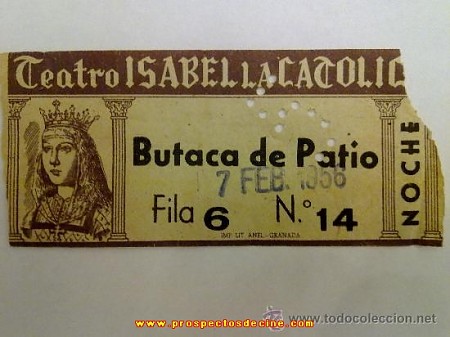 Teatro ISABEL LA CATOLIC
Butaca de Patio
7 FEB. 1956
Fila 6 N.º 14
NOCHE
IMP. LIT. ANEL.-GRANADA
www.prospectosdecine.com
www.todocoleccion.net